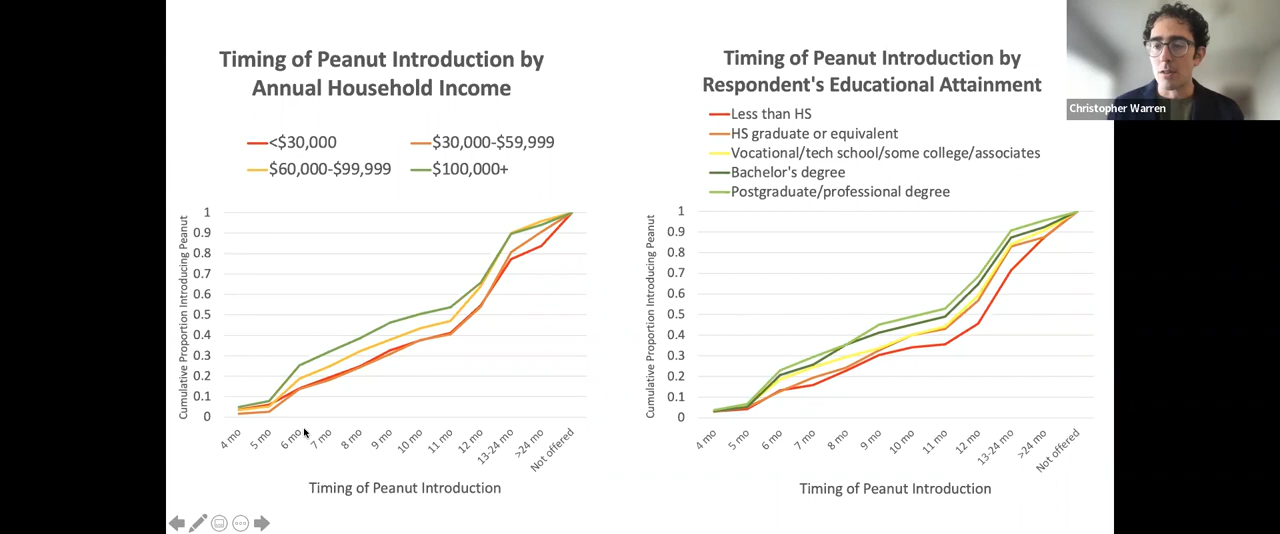 Timing of Peanut Introduction by
Annual Household Income
<$30,000
$30,000-$59,999
$60,000-$99,999
$100,000+
Cumulative Proportion Introducing Peanut
1
0.9
0.8
0.7
0.6
0.5
0.4
0.3
0.2
0.1
0
4 mo
5 mo
6 mo
7 mo
8 mo
9 mo
10 mo
11 mo
12 mo
13-24 mo
>24 mo
Not offered
Timing of Peanut Introduction
Timing of Peanut Introduction by
Respondent's Educational Attainment
Less than HS
HS graduate or equivalent
Vocational/tech school/some college/associates
Bachelor's degree
Postgraduate/professional degree
Cumulative Proportion Introducing Peanut
1
0.9
0.8
0.7
0.6
0.5
0.4
0.3
0.2
0.1
0
4 mo
5 mo
6 mo
7 mo
8 mo
9 mo
10 mo
11 mo
12 mo
13-24 mo
>24 mo
Not offered
Timing of Peanut Introduction
Christopher Warren